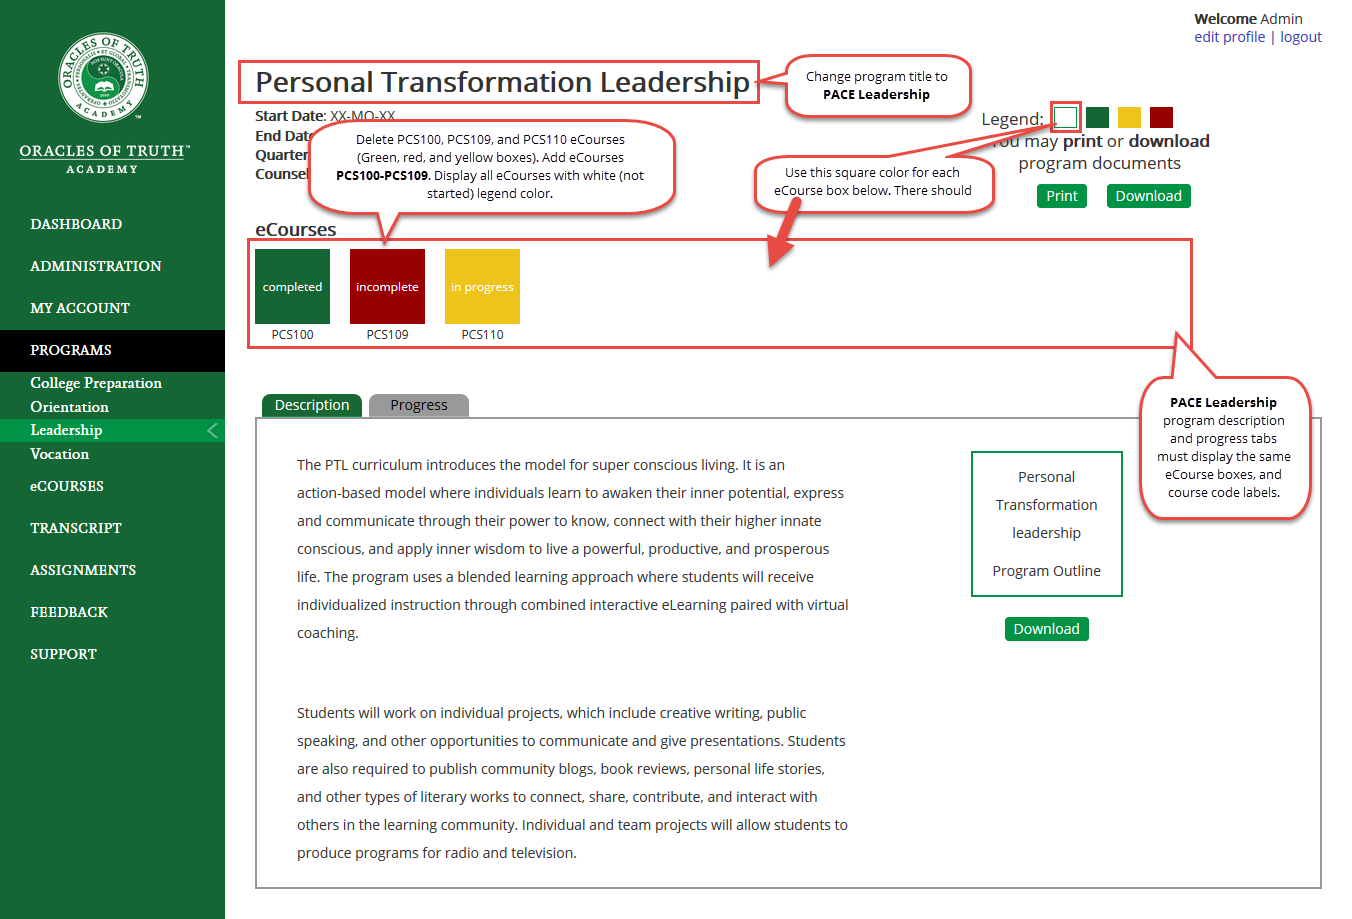 Welcome Admin
edit profile | logout
ORACLES OF TRUTH
ACADEMY
ORACLES OF TRUTH™
ACADEMY
DASHBOARD
ADMINISTRATION
MY ACCOUNT
PROGRAMS
College Preparation
Orientation
Leadership
Vocation
eCOURSES
TRANSCRIPT
ASSIGNMENTS
FEEDBACK
SUPPORT
Personal Transformation Leadership
Change program title to
PACE Leadership
Start Date: XX-MO-XX
End Date
Quarter
Counsel
Delete PCS100, PCS109, and PCS110 eCourses
(Green, red, and yellow boxes). Add eCourses
PCS100-PCS109. Display all eCourses with white (not
started) legend color.
Legend:
You may print or download
program documents
Print
Download
Use this square color for each
eCourse box below. There should
eCourses
completed
incomplete
in progress
PCS100
PCS109
PCS110
PACE Leadership
program description
and progress tabs
must display the same
eCourse boxes, and
course code labels.
Description
Progress
The PTL curriculum introduces the model for super conscious living. It is an
action-based model where individuals learn to awaken their inner potential, express
and communicate through their power to know, connect with their higher innate
conscious, and apply inner wisdom to live a powerful, productive, and prosperous
life. The program uses a blended learning approach where students will receive
individualized instruction through combined interactive eLearning paired with virtual
coaching.
Students will work on individual projects, which include creative writing, public
speaking, and other opportunities to communicate and give presentations. Students
are also required to publish community blogs, book reviews, personal life stories,
and other types of literary works to connect, share, contribute, and interact with
others in the learning community. Individual and team projects will allow students to
produce programs for radio and television.
Personal
Transformation
leadership
Program Outline
Download